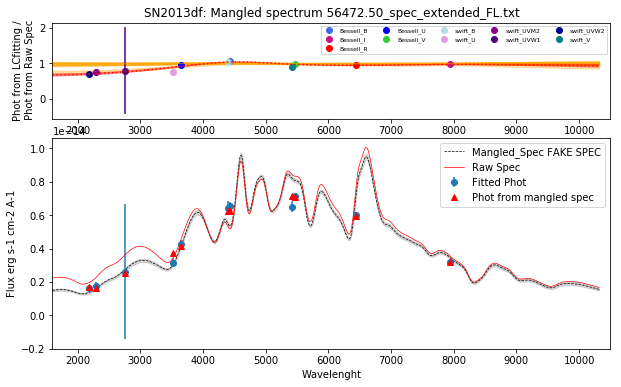 SN2013df: Mangled spectrum 56472.50_spec_extended_FL.txt
Phot from LCfitting /
Phot from Raw Spec
2
1
0
Bessell_B
Bessell_I
Bessell_R
Bessell_U
Bessell_V
swift_B
swift_U
swift_UVM2
swift_UVW1
swift_UVW2
swift_V
2000 3000 4000 5000 6000 7000 8000 9000 10000
1e−14
Flux erg s-1 cm-2 A-1
1.0
0.8
0.6
0.4
0.2
0.0
−0.2
Mangled_Spec FAKE SPEC
Raw Spec
Fitted Phot
Phot from mangled spec
2000 3000 4000 5000 6000 7000 8000 9000 10000
Wavelenght